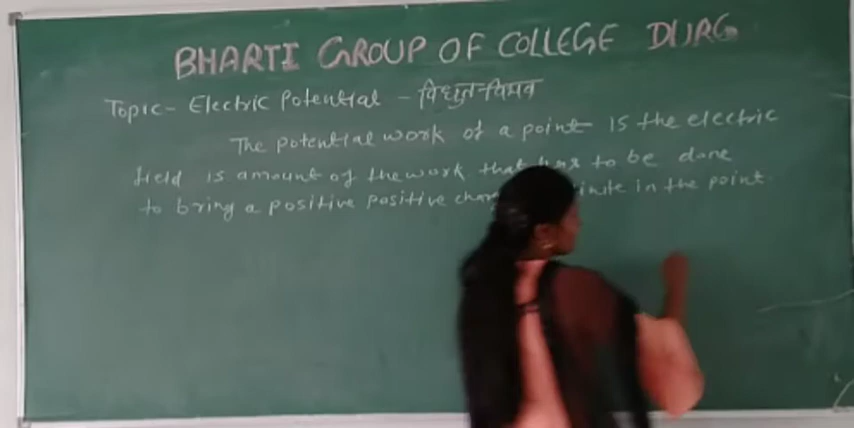 BHARTI GROUP OF COLLEGE DURG
Topic - Electric Potential - विद्युत-विभव
The potential work of a point is the electric
field is amount of the work that has to be done
to bring a positive positive in the point.